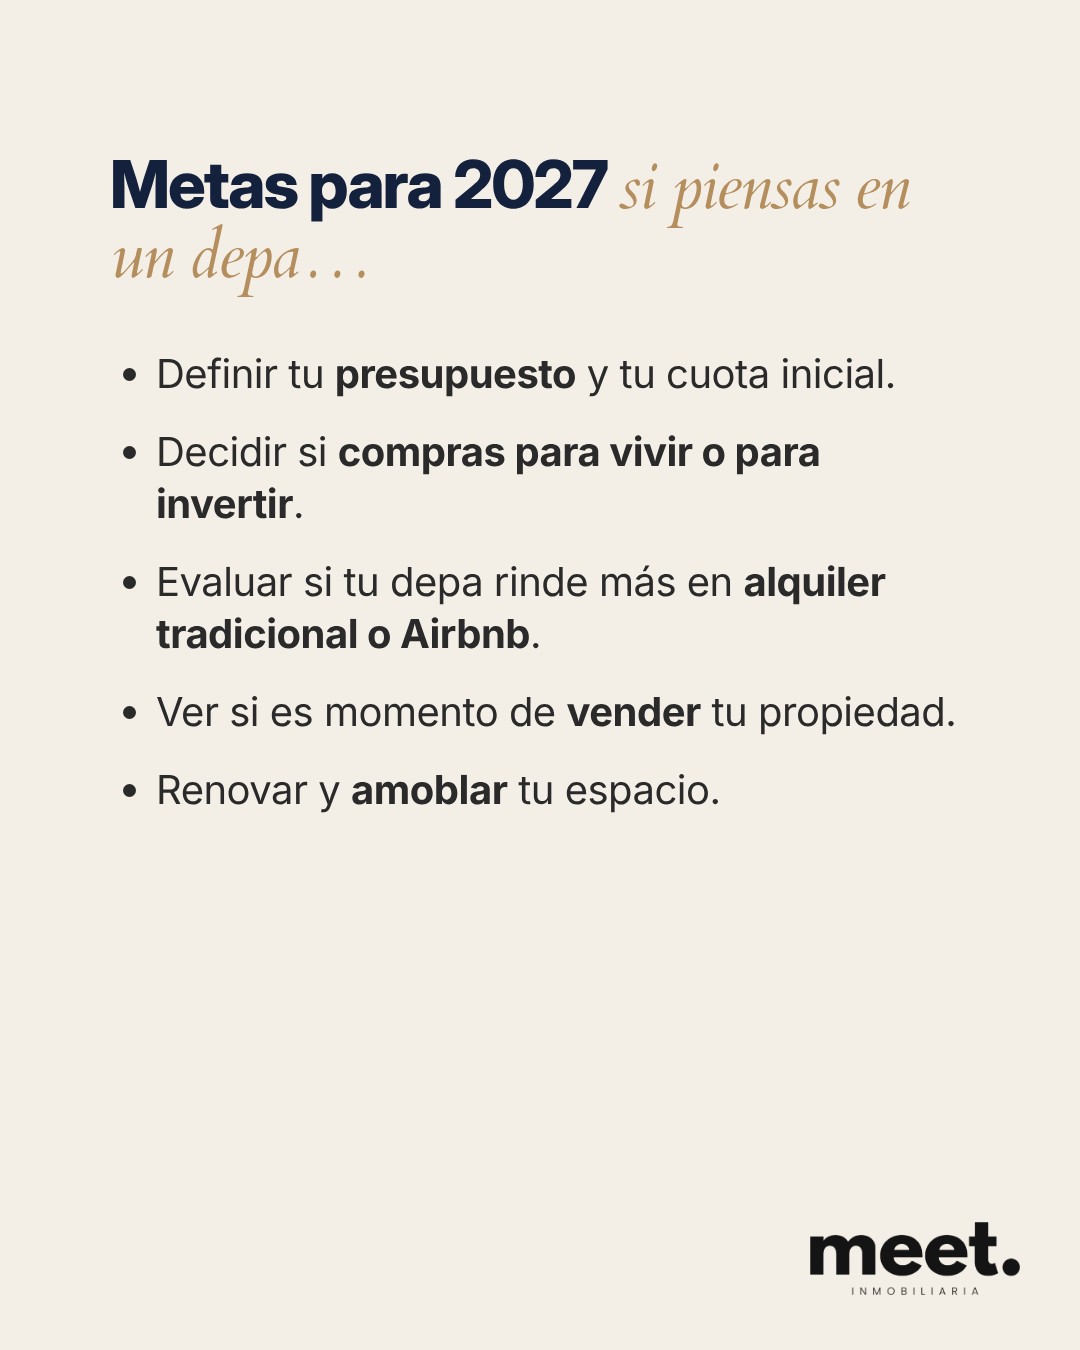 Metas para 2027 si piensas en
un depa...
• Definir tu presupuesto y tu cuota inicial.
• Decidir si compras para vivir o para
invertir.
• Evaluar si tu depa rinde más en alquiler
tradicional o Airbnb.
• Ver si es momento de vender tu propiedad.
• Renovar y amoblar tu espacio.
meet.
INMOBILIARIA